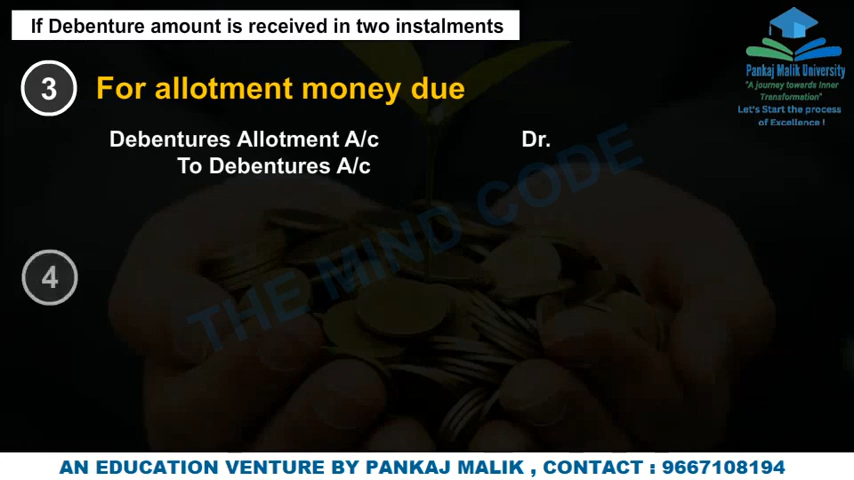 If Debenture amount is received in two instalments
Pankaj Malik University
"A journey towards Inner
Transformation"
Let's Start the process
of Excellence !
3 For allotment money due
Debentures Allotment A/c Dr.
To Debentures A/c
THE MIND CODE
4
AN EDUCATION VENTURE BY PANKAJ MALIK , CONTACT : 9667108194